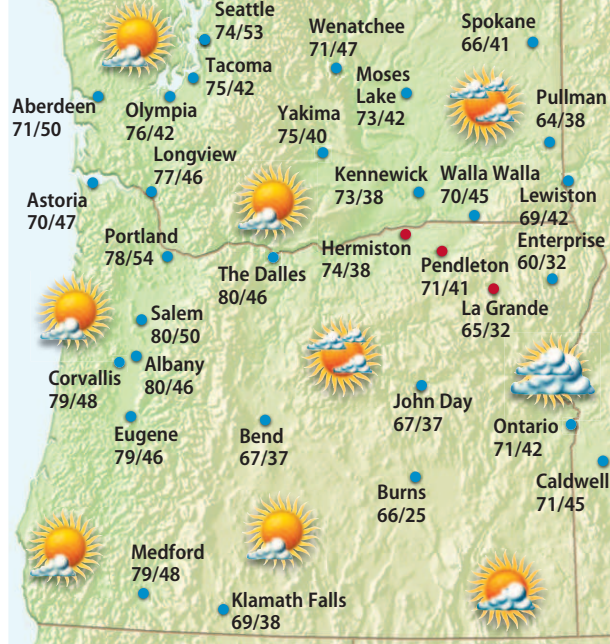 Seattle
74/53
Wenatchee
71/47
Spokane
66/41
Tacoma
75/42
Moses
Lake
73/42
Aberdeen
71/50
Olympia
76/42
Yakima
75/40
Pullman
64/38
Longview
77/46
Kennewick
73/38
Walla Walla
70/45
Lewiston
69/42
Astoria
70/47
Portland
78/54
The Dalles
80/46
Hermiston
74/38
Pendleton
71/41
Enterprise
60/32
La Grande
65/32
Salem
80/50
Albany
80/46
Corvallis
79/48
John Day
67/37
Eugene
79/46
Bend
67/37
Ontario
71/42
Burns
66/25
Caldwell
71/45
Medford
79/48
Klamath Falls
69/38